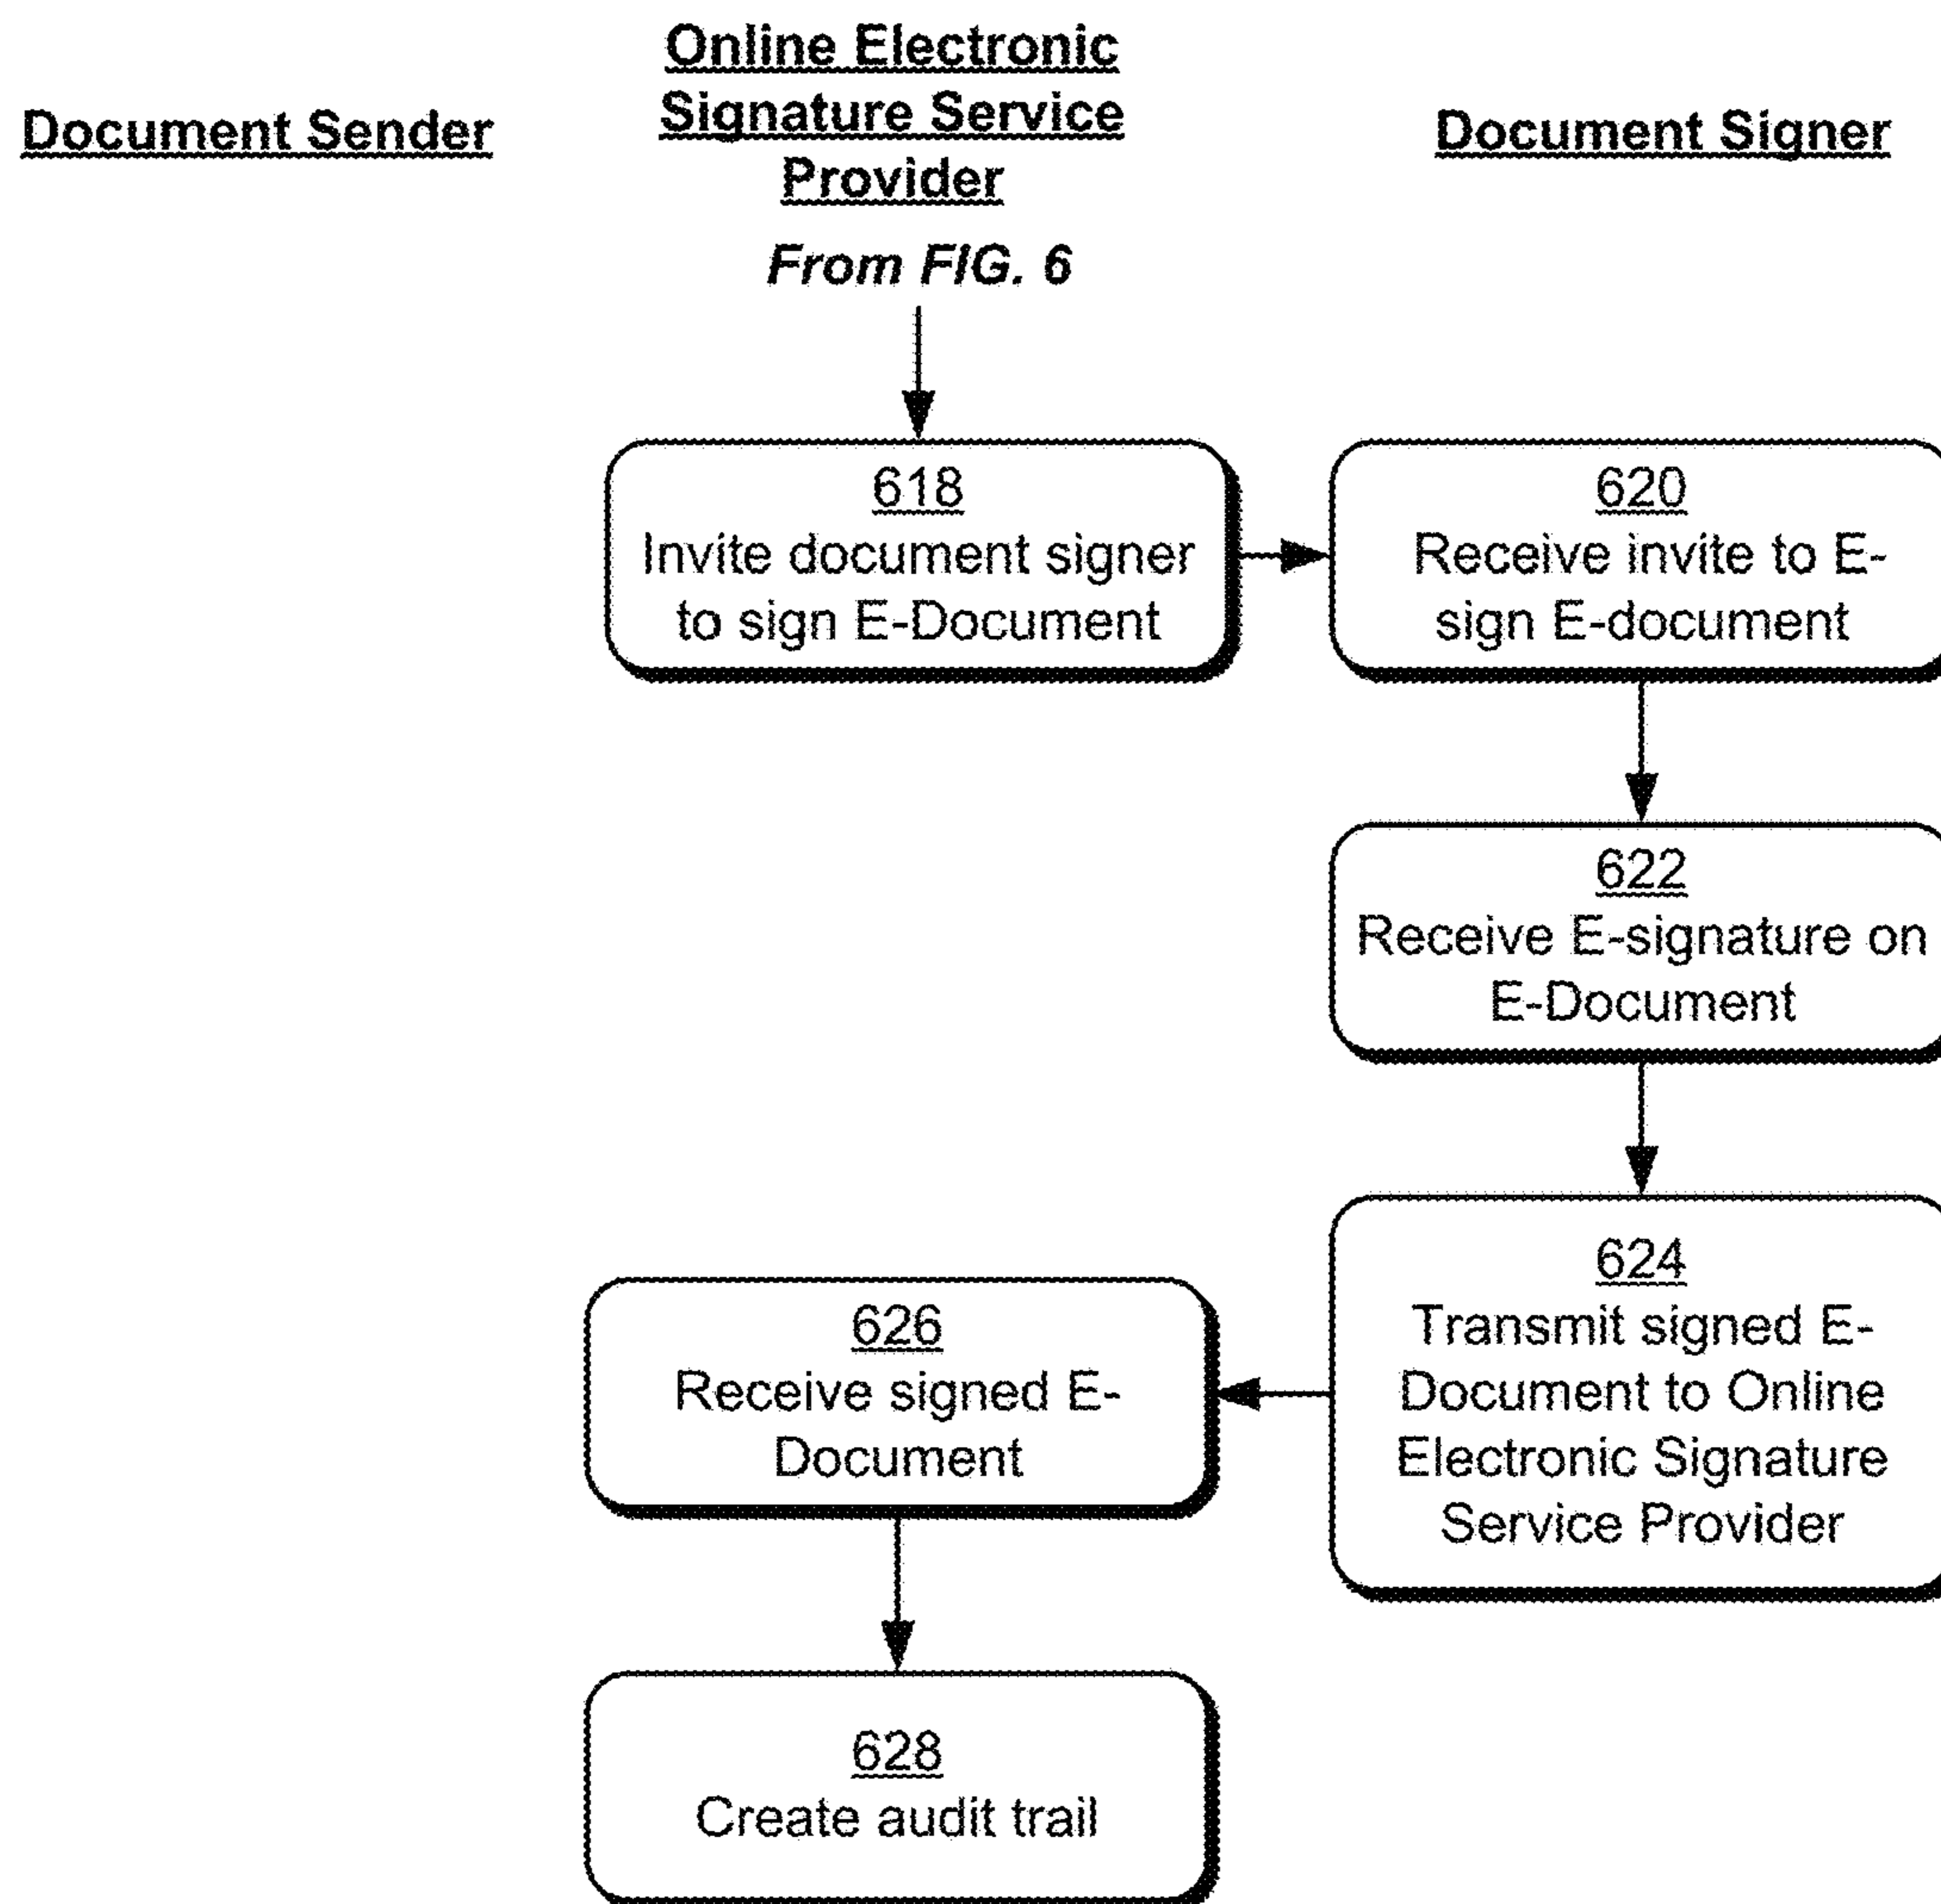 Document Sender
Online Electronic
Signature Service
Provider
Document Signer
From FIG. 6
618
Invite document signer
to sign E-Document
620
Receive invite to E-
sign E-document
622
Receive E-signature on
E-Document
624
Transmit signed E-
Document to Online
Electronic Signature
Service Provider
626
Receive signed E-
Document
628
Create audit trail